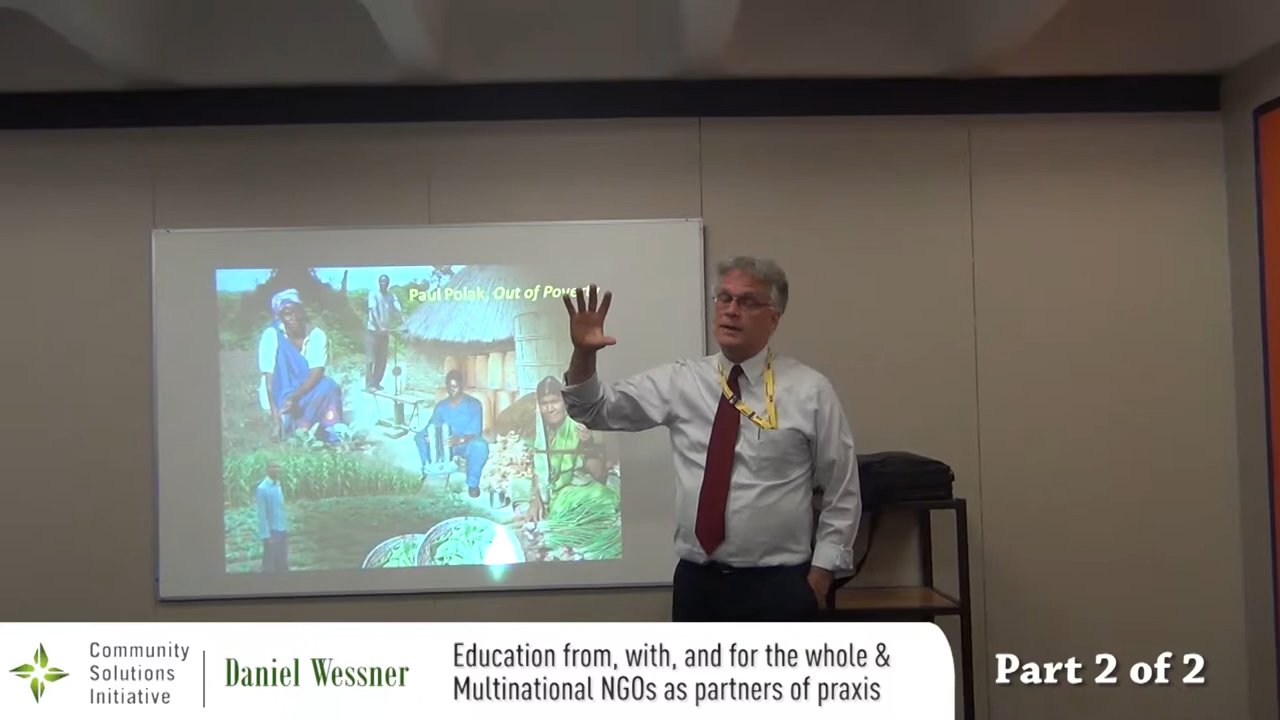 Paul Polak, Out of
Community
Solutions
Initiative
Daniel Wessner
Education from, with, and for the whole &
Multinational NGOs as partners of praxis
Part 2 of 2